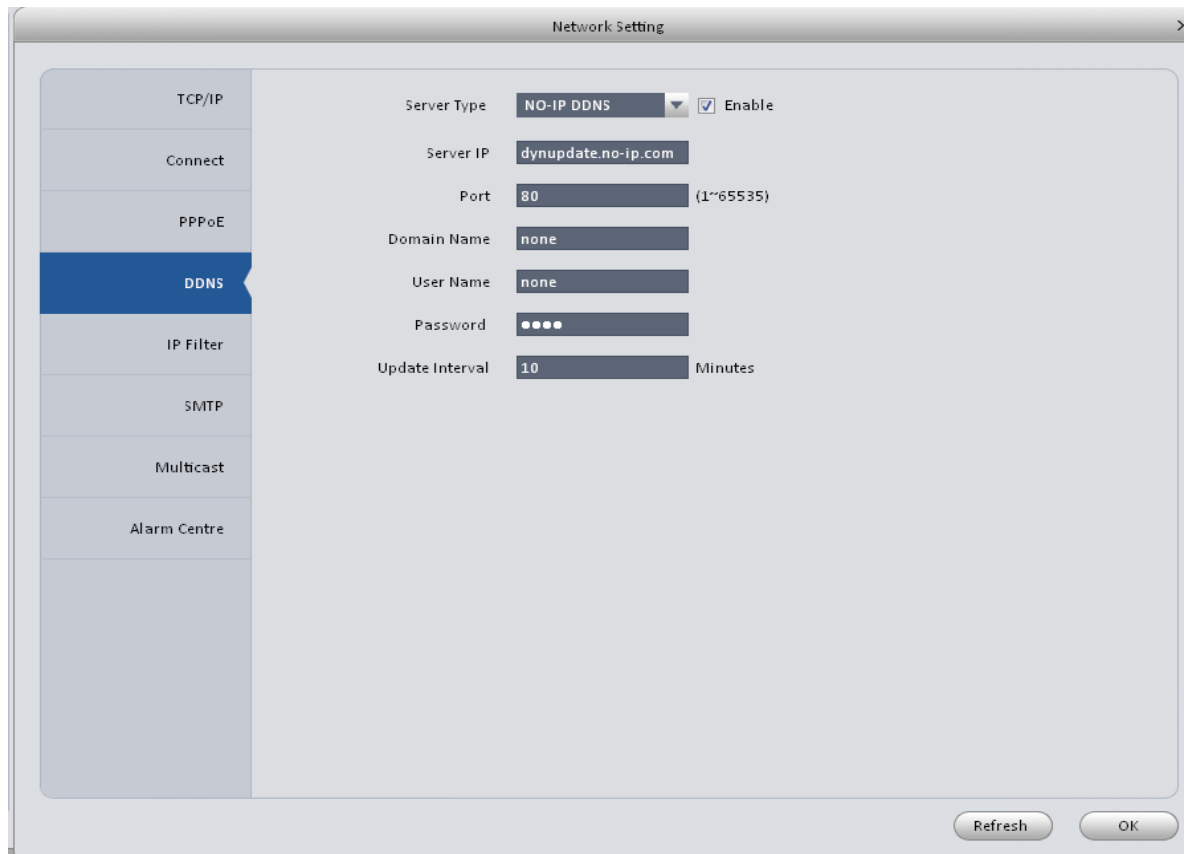 Network Setting
TCP/IP
Connect
PPPoE
DDNS
IP Filter
SMTP
Multicast
Alarm Centre
Server Type NO-IP DDNS Enable
Server IP dynupdate.no-ip.com
Port 80 (1~65535)
Domain Name none
User Name none
Password ●●●●
Update Interval 10 Minutes
Refresh OK